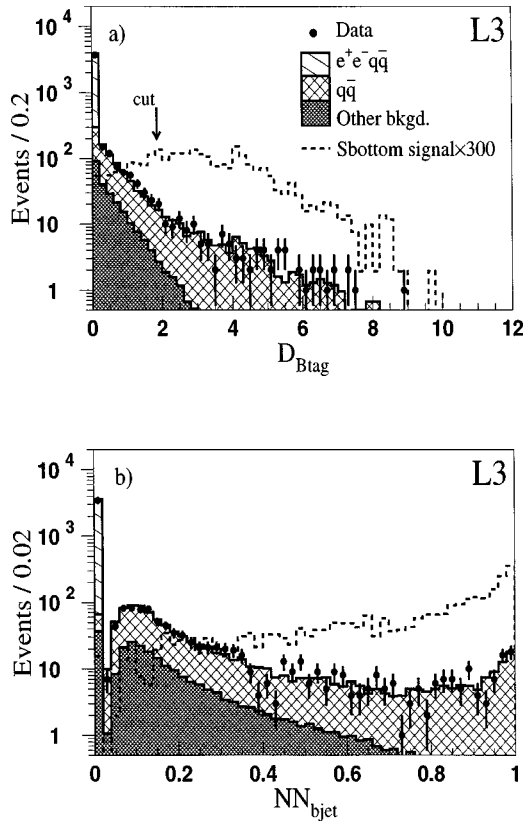 a)
L3
Data
e⁺e⁻qq̄
qq̄
Other bkgd.
Sbottom signal×300
cut
Events / 0.2
10⁴
10³
10²
10
1
0 2 4 6 8 10 12
D_Btag
b)
L3
Events / 0.02
10⁴
10³
10²
10
1
0 0.2 0.4 0.6 0.8 1
NN_bjet